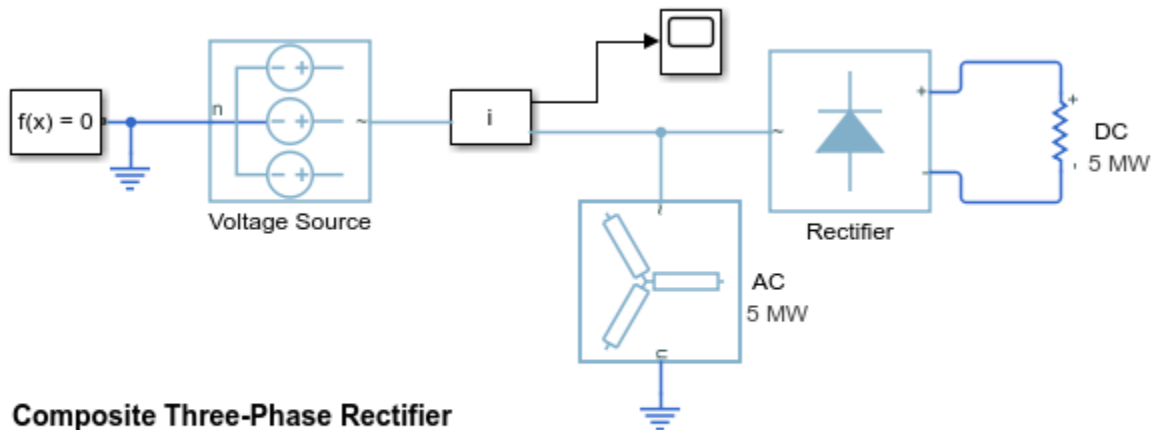 f(x) = 0
n
- +
- +
- +
~
Voltage Source
i
~
+
-
Rectifier
+
-
DC
5 MW
~
n
AC
5 MW
Composite Three-Phase Rectifier